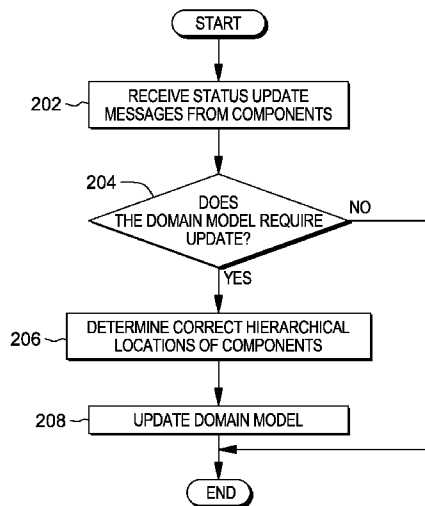 START
202
RECEIVE STATUS UPDATE
MESSAGES FROM COMPONENTS
204
DOES
THE DOMAIN MODEL REQUIRE
UPDATE?
NO
YES
206
DETERMINE CORRECT HIERARCHICAL
LOCATIONS OF COMPONENTS
208
UPDATE DOMAIN MODEL
END